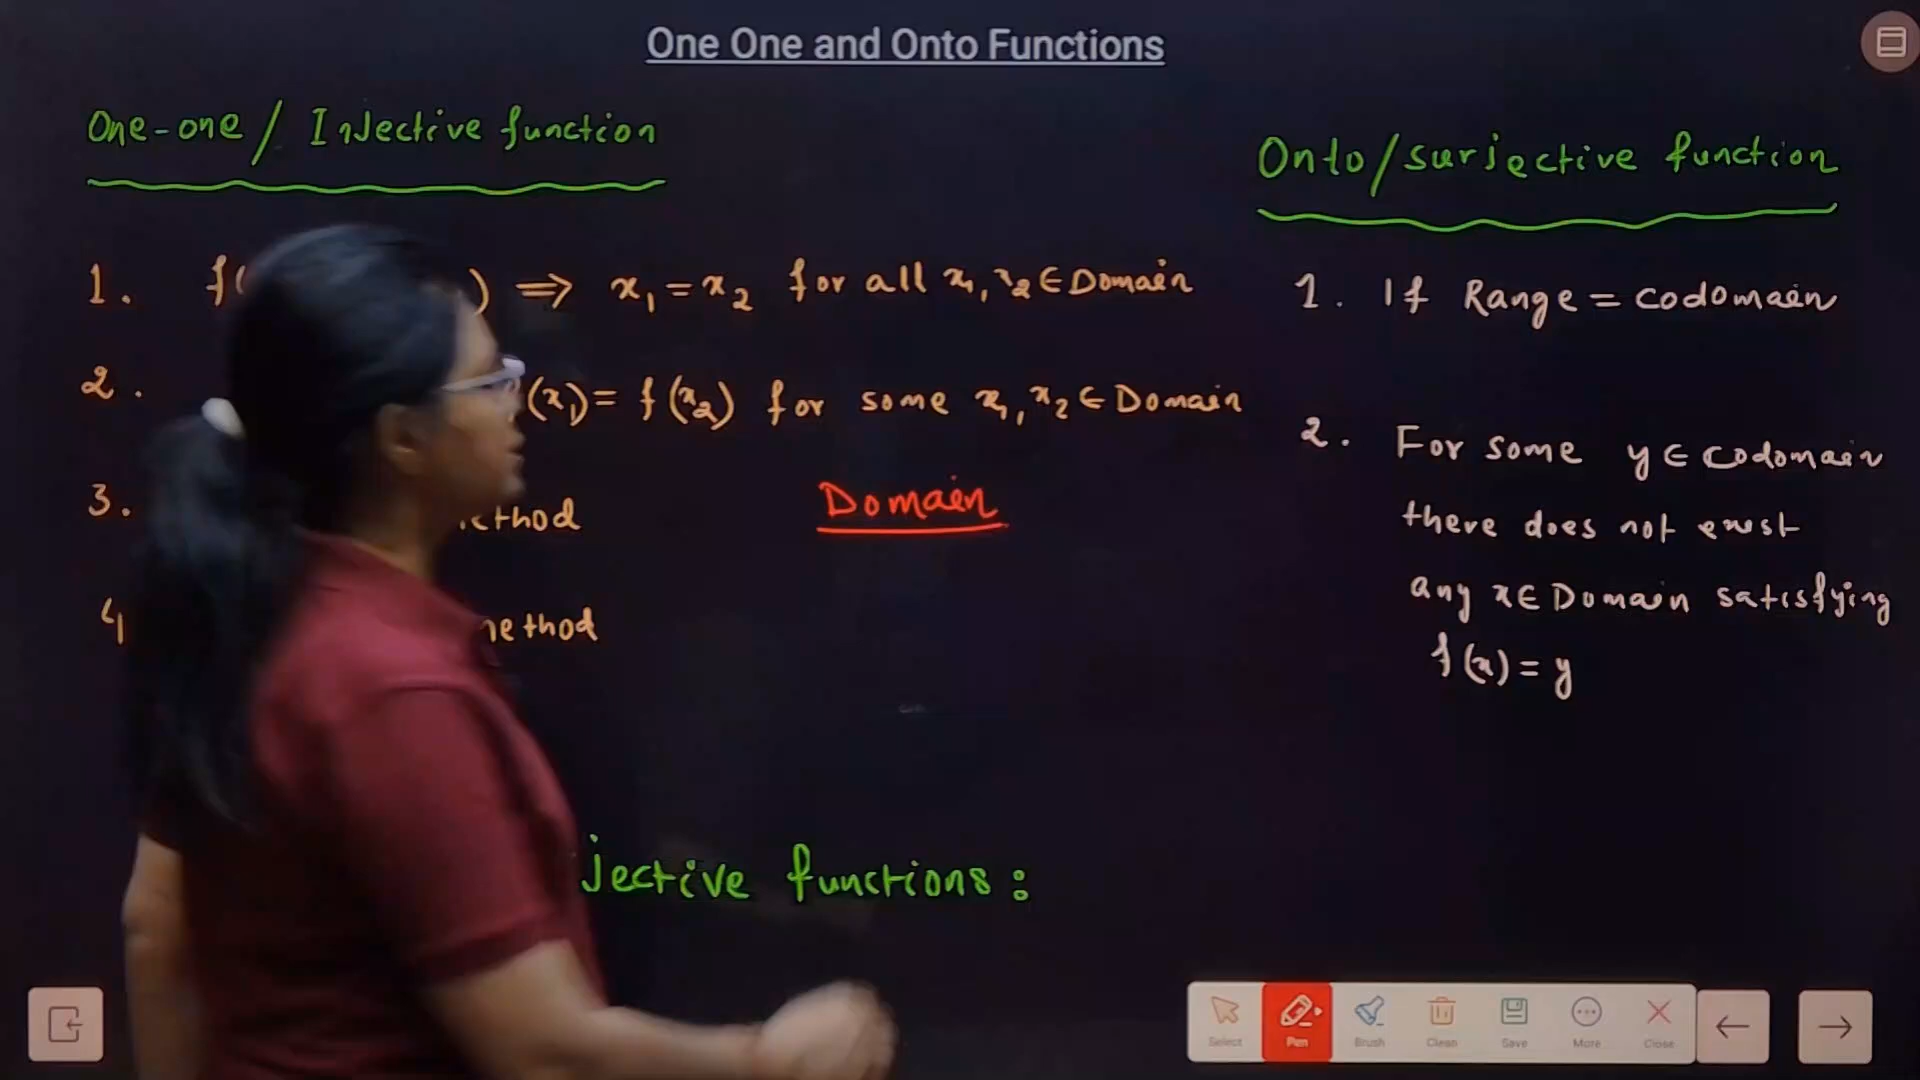 One One and Onto Functions
One-one / Injective function
1. f( ) ⇒ x₁ = x₂ for all x₁, x₂ ∈ Domain
2. (x₁) = f(x₂) for some x₁, x₂ ∈ Domain
3.
Domain
4
jective functions:
Onto/surjective function
1. If Range = codomain
2. For some y ∈ codomain
there does not exist
any x ∈ Domain satisfying
f(x) = y
Select Pen Brush Clean Save More Close